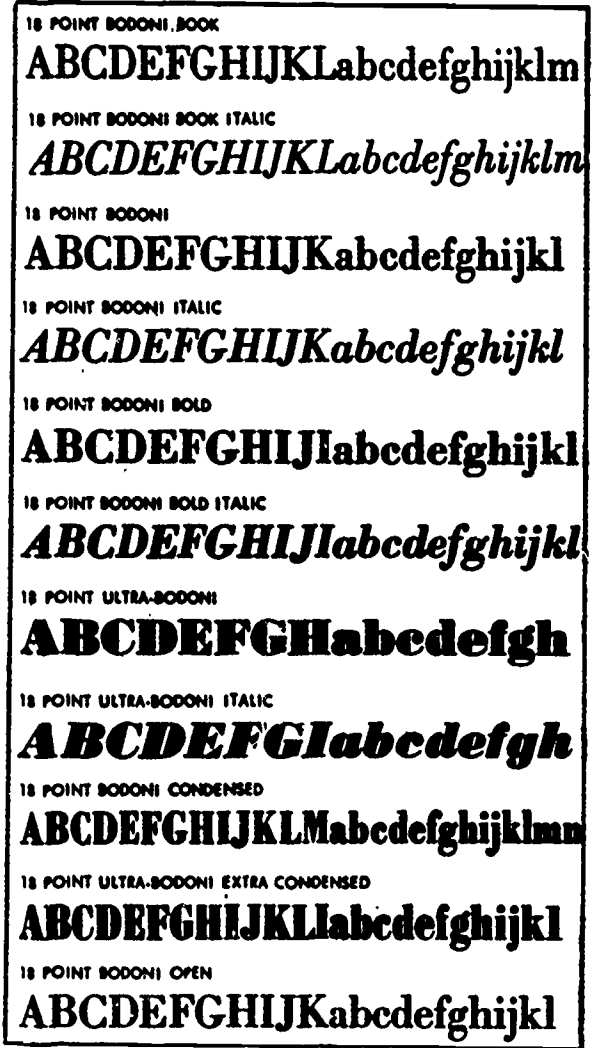 18 POINT BODONI BOOK
ABCDEFGHIJKLabcdefghijklm
18 POINT BODONI BOOK ITALIC
ABCDEFGHIJKLabcdefghijklm
18 POINT BODONI
ABCDEFGHIJKabcdefghijkl
18 POINT BODONI ITALIC
ABCDEFGHIJKabcdefghijkl
18 POINT BODONI BOLD
ABCDEFGHIJIabcdefghijkl
18 POINT BODONI BOLD ITALIC
ABCDEFGHIJIabcdefghijkl
18 POINT ULTRA-BODONI
ABCDEFGHabcdefgh
18 POINT ULTRA-BODONI ITALIC
ABCDEFGIabcdefgh
18 POINT BODONI CONDENSED
ABCDEFGHIJKLMabcdefghijklmn
18 POINT ULTRA-BODONI EXTRA CONDENSED
ABCDEFGHIJKLIabcdefghijkl
18 POINT BODONI OPEN
ABCDEFGHIJKabcdefghijkl